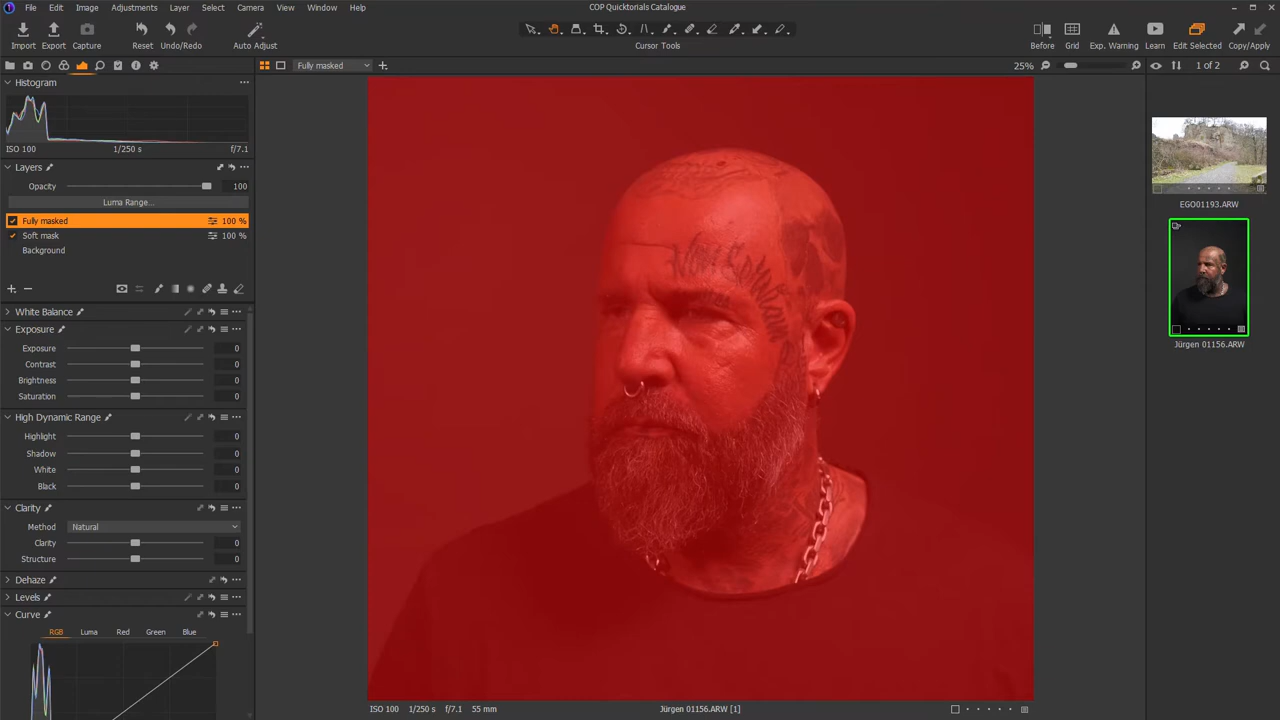 File Edit Image Adjustments Layer Select Camera View Window Help
COP Quicktorials Catalogue
Import Export Capture Reset Undo/Redo Auto Adjust
Cursor Tools
Before Grid Exp. Warning Learn Edit Selected Copy/Apply
Fully masked
25%
1 of 2
Histogram
ISO 100 1/250 s f/7.1
Layers
Opacity 100
Luma Range...
Fully masked 100 %
Soft mask 100 %
Background
White Balance
Exposure
Exposure 0
Contrast 0
Brightness 0
Saturation 0
High Dynamic Range
Highlight 0
Shadow 0
White 0
Black 0
Clarity
Method Natural
Clarity 0
Structure 0
Dehaze
Levels
Curve
RGB Luma Red Green Blue
ISO 100 1/250 s f/7.1 55 mm
Jürgen 01156.ARW [1]
EGO01193.ARW
Jürgen 01156.ARW